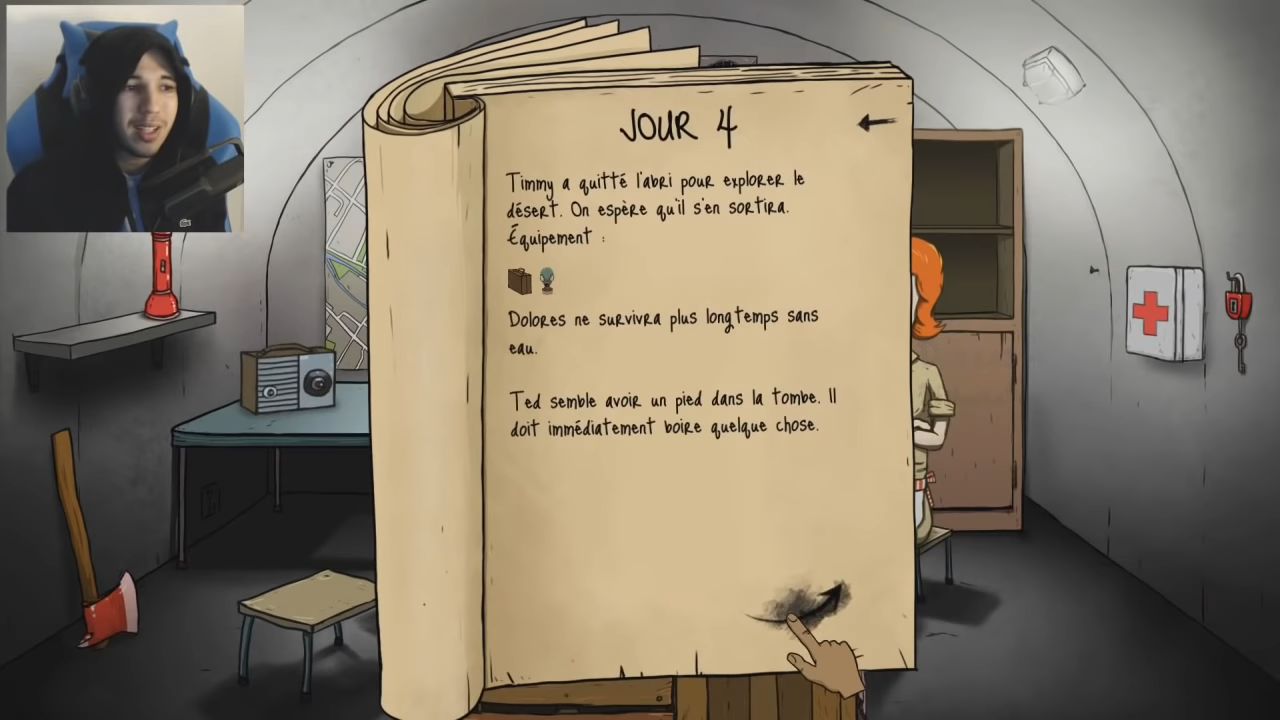 JOUR 4
Timmy a quitté l'abri pour explorer le
désert. On espère qu'il s'en sortira.
Équipement :
Dolores ne survivra plus longtemps sans
eau.
Ted semble avoir un pied dans la tombe. Il
doit immédiatement boire quelque chose.